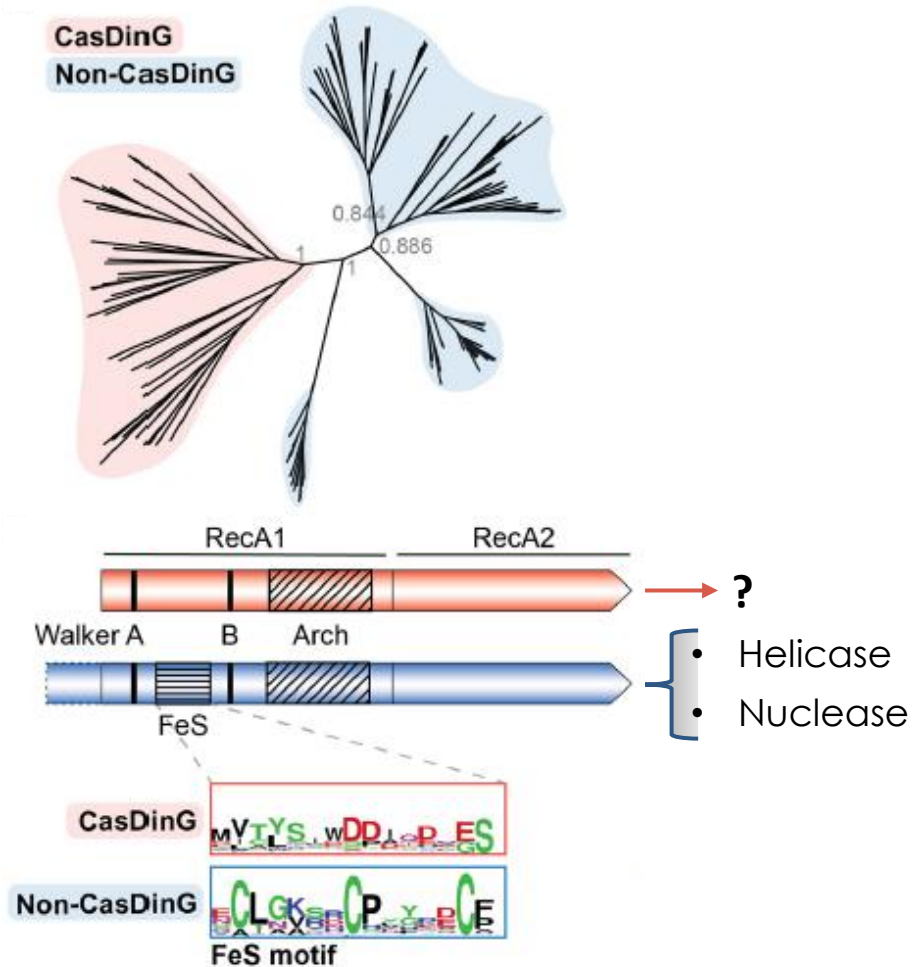 CasDinG
Non-CasDinG
0.844
0.886
1
1
RecA1 RecA2
?
Walker A B Arch
• Helicase
• Nuclease
FeS
CasDinG
Non-CasDinG
FeS motif